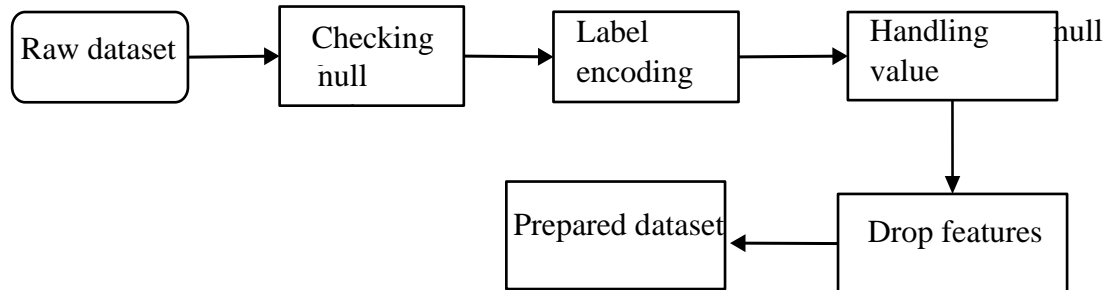 Raw dataset
Checking
null
Label
encoding
Handling null
value
Prepared dataset
Drop features